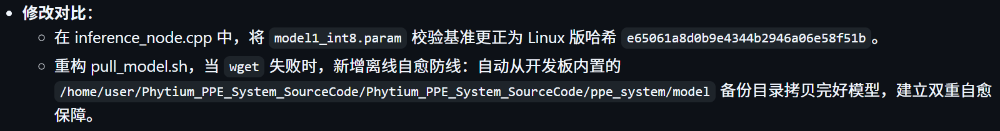 修改对比：
在 inference_node.cpp 中，将 model1_int8.param 校验基准更正为 Linux 版哈希 e65061a8d0b9e4344b2946a06e58f51b。
重构 pull_model.sh，当 wget 失败时，新增离线自愈防线：自动从开发板内置的
/home/user/Phytium_PPE_System_SourceCode/Phytium_PPE_System_SourceCode/ppe_system/model 备份目录拷贝完好模型，建立双重自愈
保障。